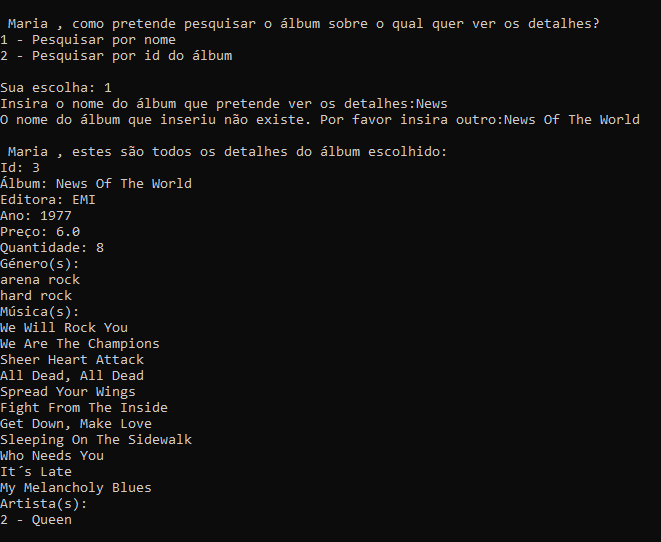 Maria , como pretende pesquisar o álbum sobre o qual quer ver os detalhes?
1 - Pesquisar por nome
2 - Pesquisar por id do álbum
Sua escolha: 1
Insira o nome do álbum que pretende ver os detalhes:News
O nome do álbum que inseriu não existe. Por favor insira outro:News Of The World
Maria , estes são todos os detalhes do álbum escolhido:
Id: 3
Álbum: News Of The World
Editora: EMI
Ano: 1977
Preço: 6.0
Quantidade: 8
Género(s):
arena rock
hard rock
Música(s):
We Will Rock You
We Are The Champions
Sheer Heart Attack
All Dead, All Dead
Spread Your Wings
Fight From The Inside
Get Down, Make Love
Sleeping On The Sidewalk
Who Needs You
It´s Late
My Melancholy Blues
Artista(s):
2 - Queen